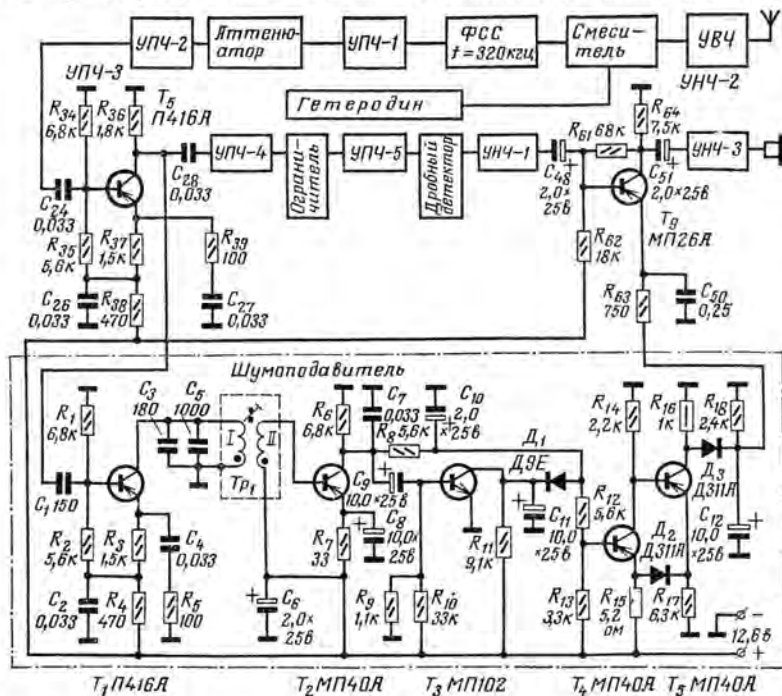 УПЧ-2
Аттеню-
атор
УПЧ-1
ФСС
f=320кгц
Смеси-
тель
УВЧ
УПЧ-3
УНЧ-2
R34
6,8к
R36
1,8к
T5
П416А
Гетеродин
R64
7,5к
R61 68к
C28
0,033
УПЧ-4
Ограни-
читель
УПЧ-5
Дробный
детектор
УНЧ-1
C48
2,0×
25в
C51
2,0×25в
УНЧ-3
C24
0,033
T9
МП26А
R35
5,6к
R37
1,5к
R39
100
R62
18к
C26
0,033
R38
470
C27
0,033
R63
750
C50
0,25
Шумоподавитель
R1
6,8к
C3
180
C5
1000
I
II
Тр1
R6
6,8к
C7
0,033
R8 5,6к
C10
2,0
×25в
Д1
Д9Е
R14
2,2к
R16
1к
R18
2,4к
C1 150
C9
10,0×25в
Д3
Д311А
R2
5,6к
R3
1,5к
C4
0,033
C8
10,0×
25в
R7
33
R11
9,1к
C11
10,0
×25в
R12
5,6к
Д2
Д311А
C12
10,0
×25в
C2
0,033
R4
470
R5
100
C6
2,0×
25в
R9
1,1к
R10
33к
R13
3,3к
R15
5,2
ом
R17
6,3к
−
12,6в
+
T1 П416А
T2 МП40А
T3 МП102
T4 МП40А
T5 МП40А